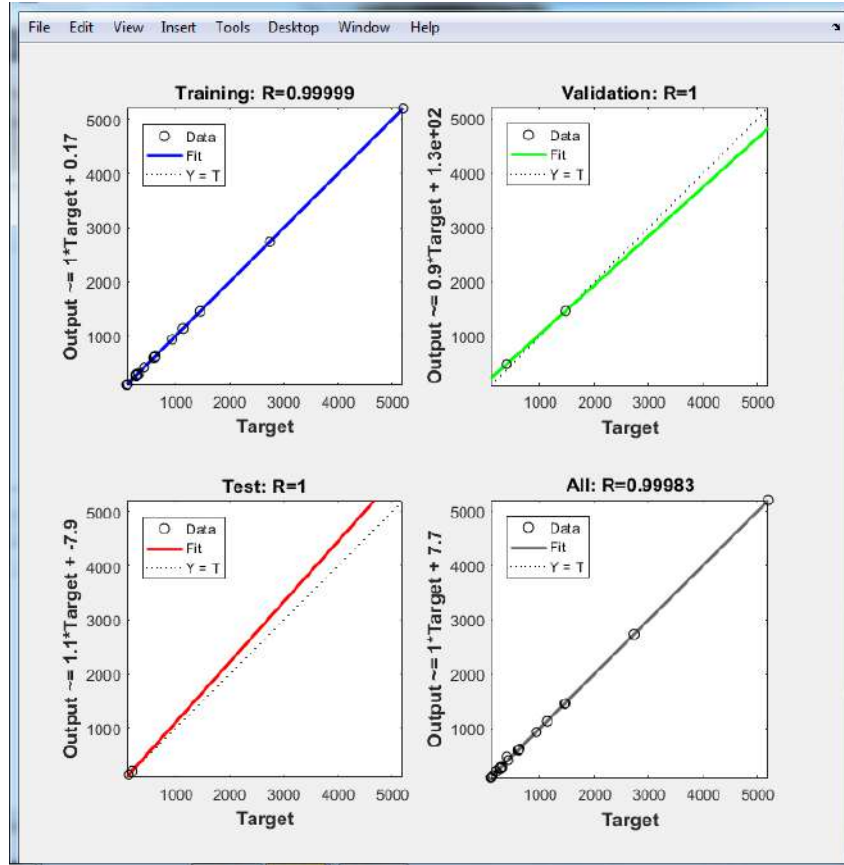 File Edit View Insert Tools Desktop Window Help
Training: R=0.99999
Output ~= 1*Target + 0.17
5000
4000
3000
2000
1000
Data
Fit
Y = T
1000 2000 3000 4000 5000
Target
Validation: R=1
Output ~= 0.9*Target + 1.3e+02
5000
4000
3000
2000
1000
Data
Fit
Y = T
1000 2000 3000 4000 5000
Target
Test: R=1
Output ~= 1.1*Target + -7.9
5000
4000
3000
2000
1000
Data
Fit
Y = T
1000 2000 3000 4000 5000
Target
All: R=0.99983
Output ~= 1*Target + 7.7
5000
4000
3000
2000
1000
Data
Fit
Y = T
1000 2000 3000 4000 5000
Target